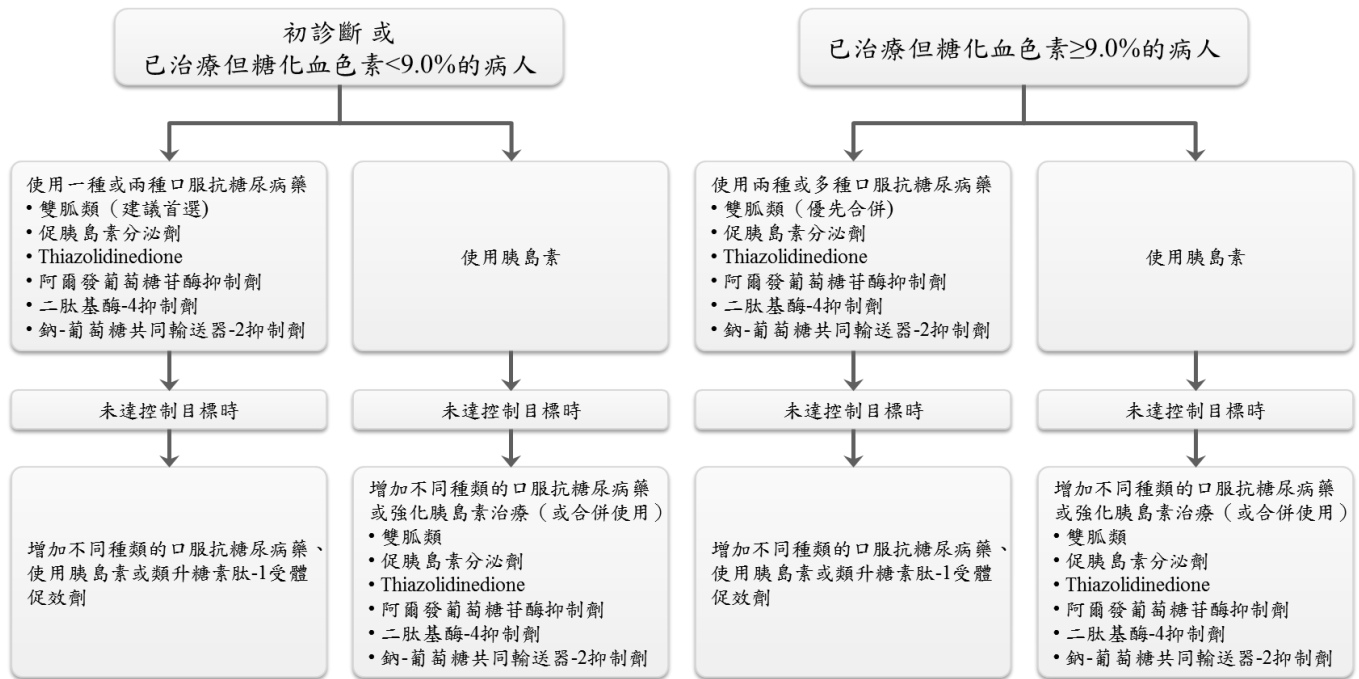 初診斷 或
已治療但糖化血色素<9.0%的病人
已治療但糖化血色素≥9.0%的病人
使用一種或兩種口服抗糖尿病藥
• 雙胍類（建議首選)
• 促胰島素分泌劑
• Thiazolidinedione
• 阿爾發葡萄糖苷酶抑制劑
• 二肽基酶-4抑制劑
• 鈉-葡萄糖共同輸送器-2抑制劑
使用胰島素
使用兩種或多種口服抗糖尿病藥
• 雙胍類（優先合併)
• 促胰島素分泌劑
• Thiazolidinedione
• 阿爾發葡萄糖苷酶抑制劑
• 二肽基酶-4抑制劑
• 鈉-葡萄糖共同輸送器-2抑制劑
使用胰島素
未達控制目標時
未達控制目標時
未達控制目標時
未達控制目標時
增加不同種類的口服抗糖尿病藥、
使用胰島素或類升糖素肽-1受體
促效劑
增加不同種類的口服抗糖尿病藥
或強化胰島素治療（或合併使用）
• 雙胍類
• 促胰島素分泌劑
• Thiazolidinedione
• 阿爾發葡萄糖苷酶抑制劑
• 二肽基酶-4抑制劑
• 鈉-葡萄糖共同輸送器-2抑制劑
增加不同種類的口服抗糖尿病藥、
使用胰島素或類升糖素肽-1受體
促效劑
增加不同種類的口服抗糖尿病藥
或強化胰島素治療（或合併使用）
• 雙胍類
• 促胰島素分泌劑
• Thiazolidinedione
• 阿爾發葡萄糖苷酶抑制劑
• 二肽基酶-4抑制劑
• 鈉-葡萄糖共同輸送器-2抑制劑